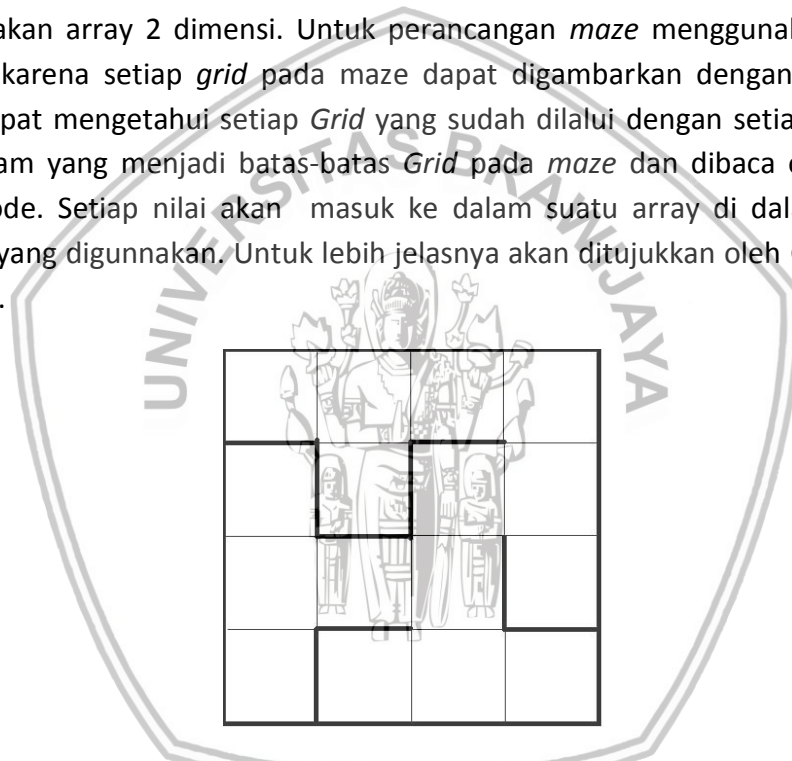 akan array 2 dimensi. Untuk perancangan maze menggunal
karena setiap grid pada maze dapat digambarkan dengan
pat mengetahui setiap Grid yang sudah dilalui dengan setia
am yang menjadi batas-batas Grid pada maze dan dibaca
ode. Setiap nilai akan masuk ke dalam suatu array di dala
yang digunnakan. Untuk lebih jelasnya akan ditujukkan oleh
.
UNIVERSITAS BRAWIJAYA